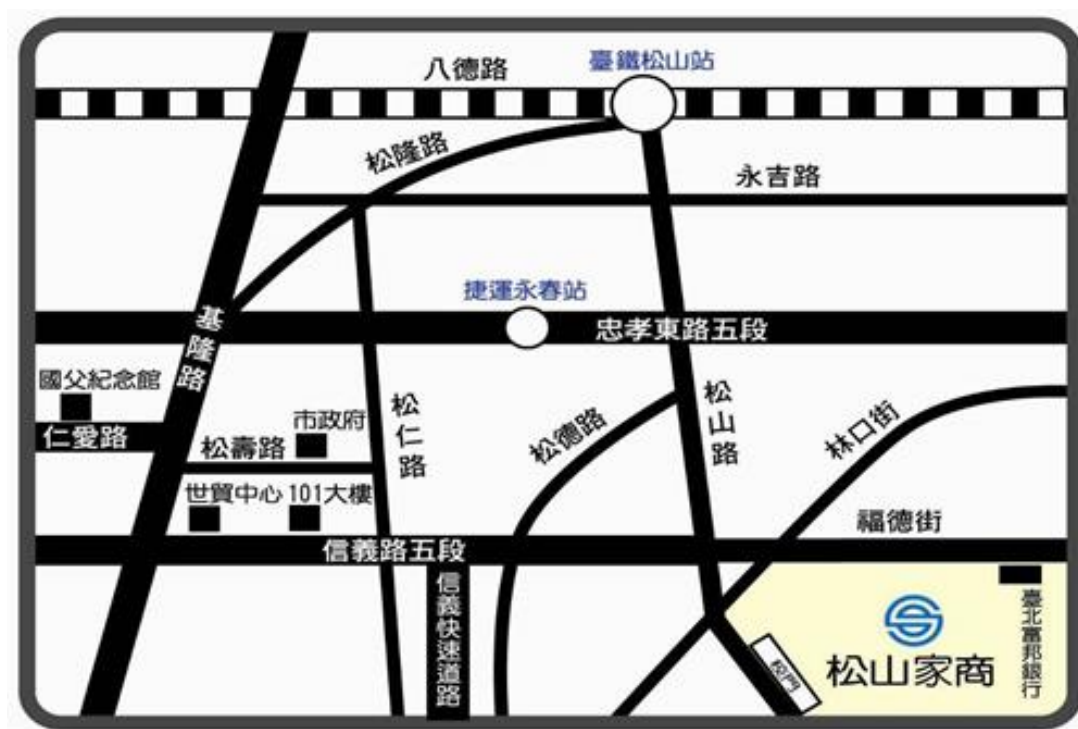 八德路
臺鐵松山站
松隆路
永吉路
捷運永春站
基隆路
忠孝東路五段
國父紀念館
仁愛路
市政府
松壽路
松仁路
松德路
松山路
林口街
世貿中心
101大樓
福德街
信義路五段
信義快速道路
臺北富邦銀行
松山家商
校門